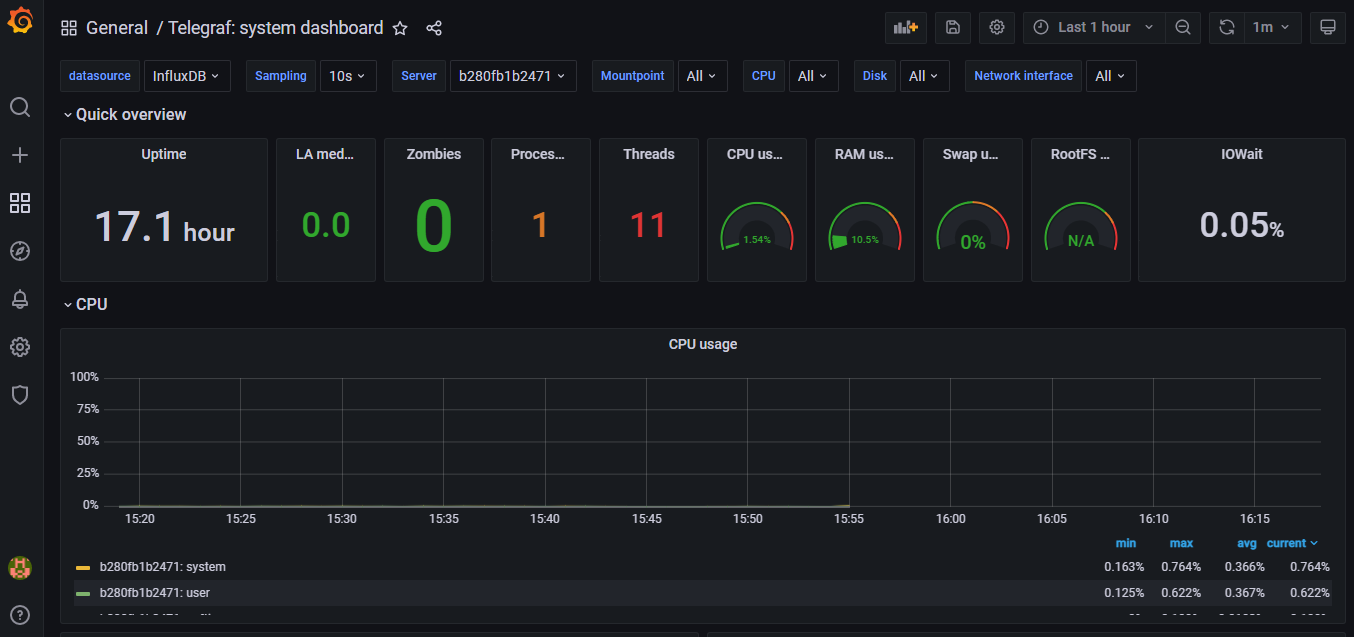 General / Telegraf: system dashboard
Last 1 hour
1m
datasource InfluxDB Sampling 10s Server b280fb1b2471 Mountpoint All CPU All Disk All Network interface All
Quick overview
Uptime
17.1 hour
LA med...
0.0
Zombies
0
Proces...
1
Threads
11
CPU us...
1.54%
RAM us...
10.5%
Swap u...
0%
RootFS ...
N/A
IOWait
0.05%
CPU
CPU usage
100%
75%
50%
25%
0%
15:20 15:25 15:30 15:35 15:40 15:45 15:50 15:55 16:00 16:05 16:10 16:15
min max avg current
b280fb1b2471: system 0.163% 0.764% 0.366% 0.764%
b280fb1b2471: user 0.125% 0.622% 0.367% 0.622%